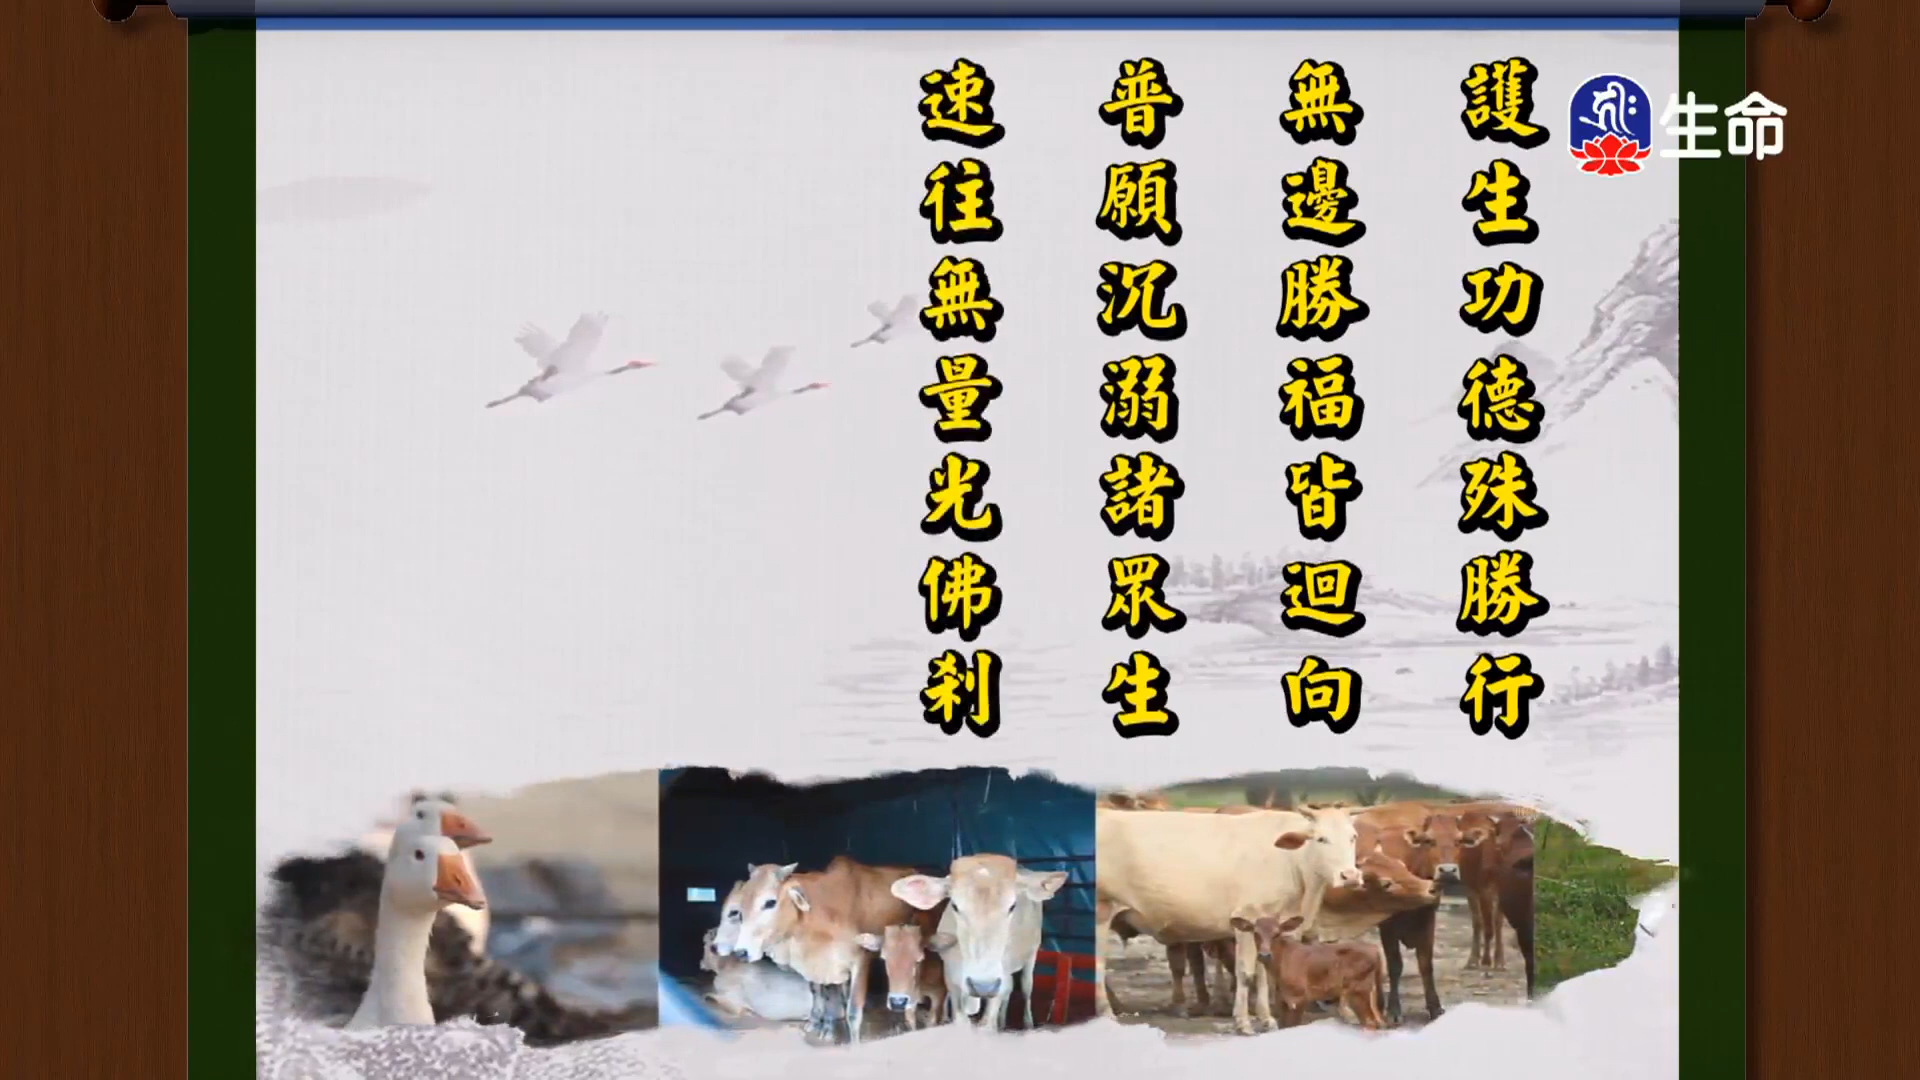 護生功德殊勝行
無邊勝福皆迴向
普願沉溺諸眾生
速往無量光佛剎
生命